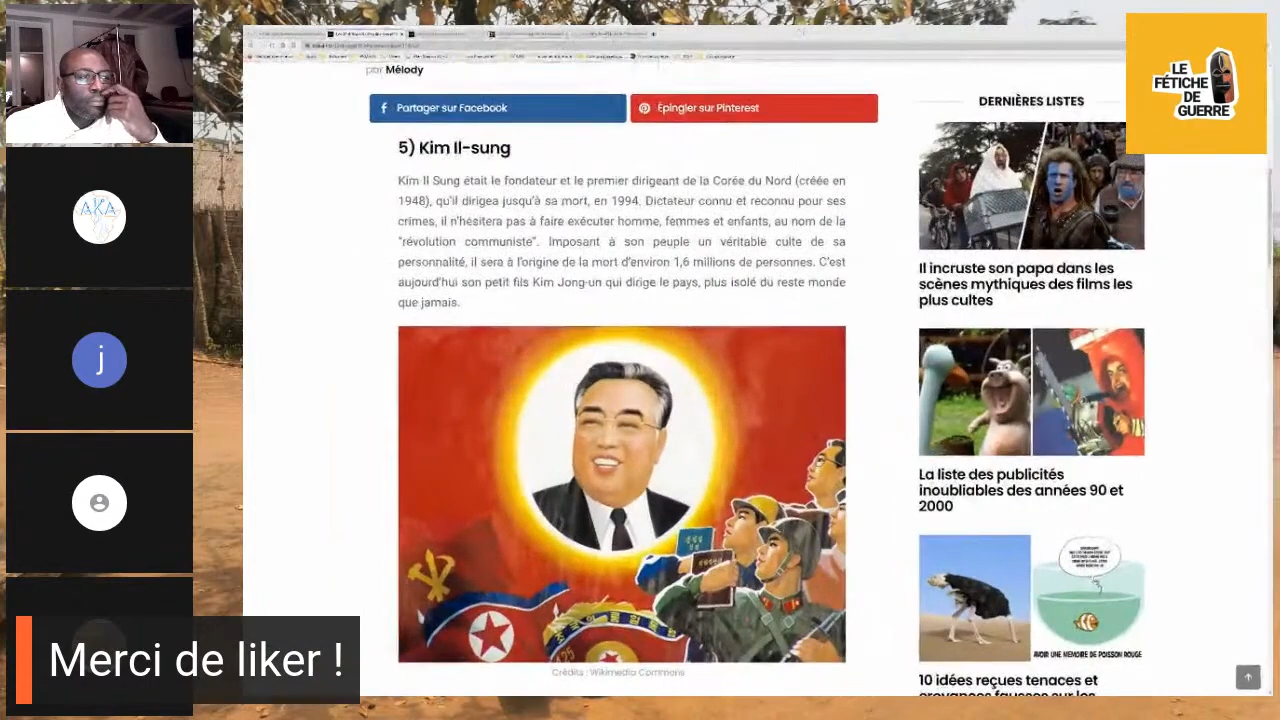 par Mélody
Partager sur Facebook
Épingler sur Pinterest
5) Kim Il-sung
Kim Il Sung était le fondateur et le premier dirigeant de la Corée du Nord (créée en
1948), qu'il dirigea jusqu'à sa mort, en 1994. Dictateur connu et reconnu pour ses
crimes, il n'hésitera pas à faire exécuter homme, femmes et enfants, au nom de la
"révolution communiste". Imposant à son peuple un véritable culte de sa
personnalité, il sera à l'origine de la mort d'environ 1,6 millions de personnes. C'est
aujourd'hui son petit fils Kim Jong-un qui dirige le pays, plus isolé du reste monde
que jamais.
Crédits : Wikimedia Commons
DERNIÈRES LISTES
Il incruste son papa dans les
scènes mythiques des films les
plus cultes
La liste des publicités
inoubliables des années 90 et
2000
AVOIR UNE MEMOIRE DE POISSON ROUGE
10 idées reçues tenaces et
croyances fausses sur les
LE
FÉTICHE
DE
GUERRE
AKA
j
Merci de liker !